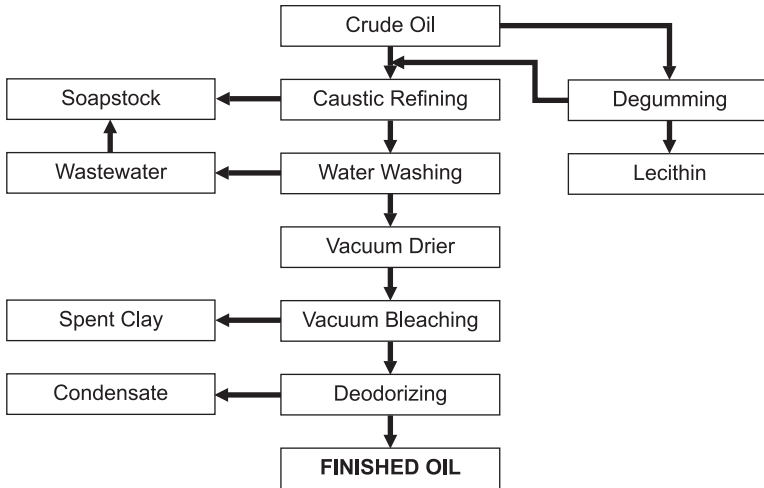 Crude Oil
Soapstock
Caustic Refining
Degumming
Wastewater
Water Washing
Lecithin
Vacuum Drier
Spent Clay
Vacuum Bleaching
Condensate
Deodorizing
FINISHED OIL